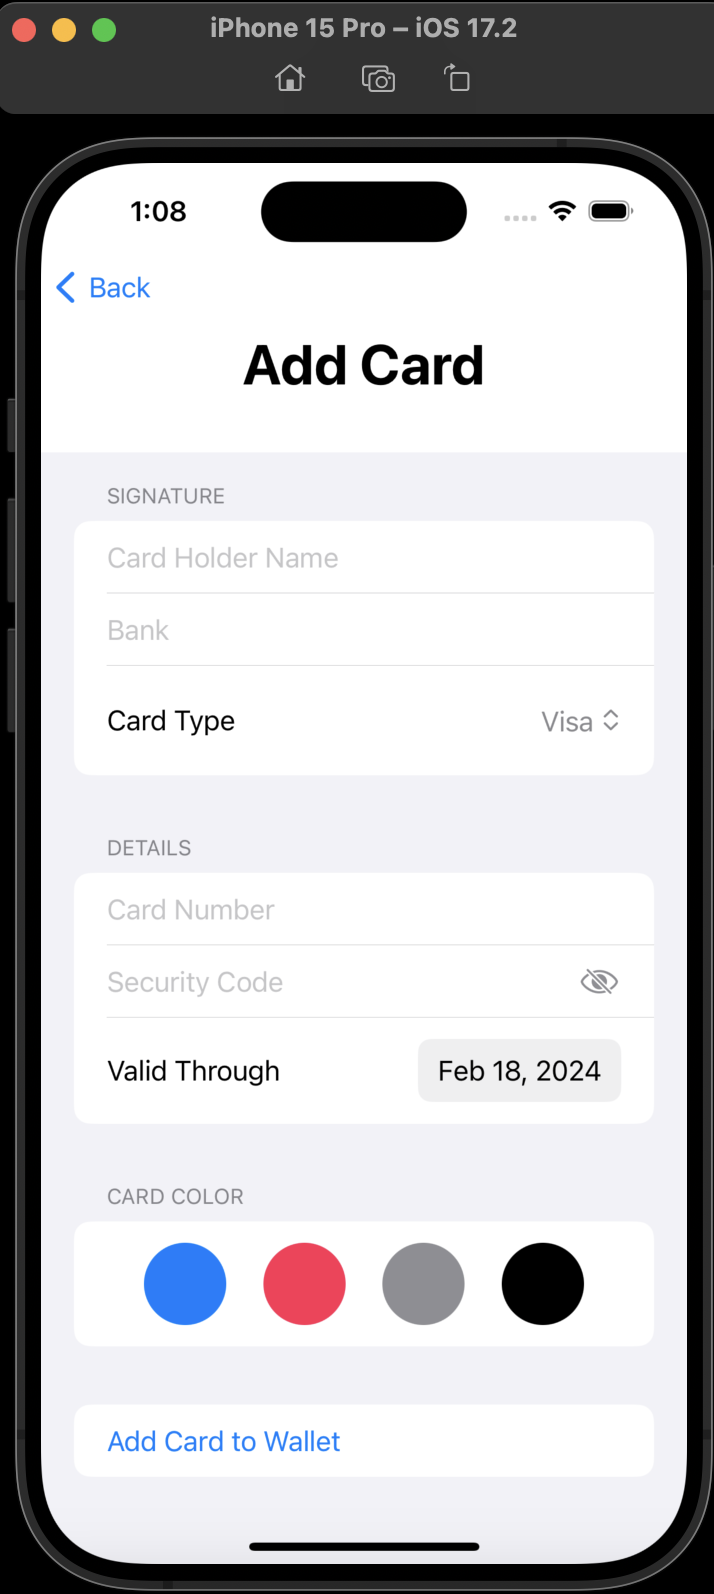 iPhone 15 Pro – iOS 17.2
1:08
Back
Add Card
SIGNATURE
Card Holder Name
Bank
Card Type Visa
DETAILS
Card Number
Security Code
Valid Through Feb 18, 2024
CARD COLOR
Add Card to Wallet